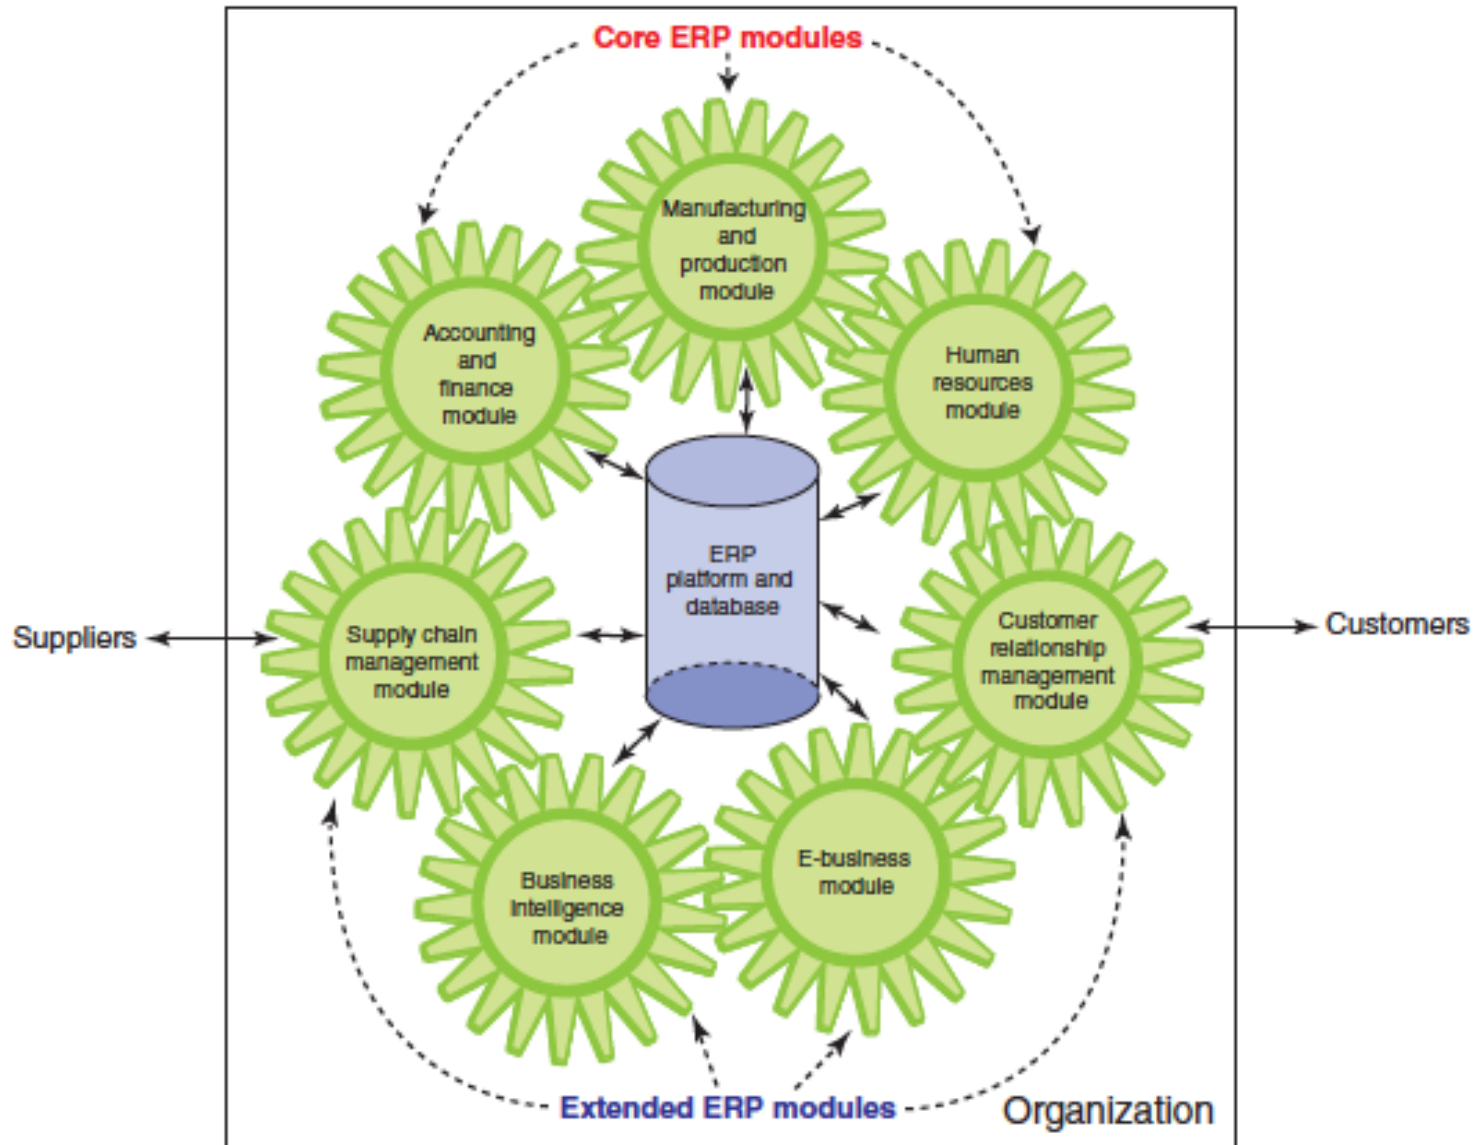 Core ERP modules
Manufacturing
and
production
module
Accounting
and
finance
module
Human
resources
module
ERP
platform and
database
Suppliers
Supply chain
management
module
Customer
relationship
management
module
Customers
Business
intelligence
module
E-business
module
Extended ERP modules
Organization